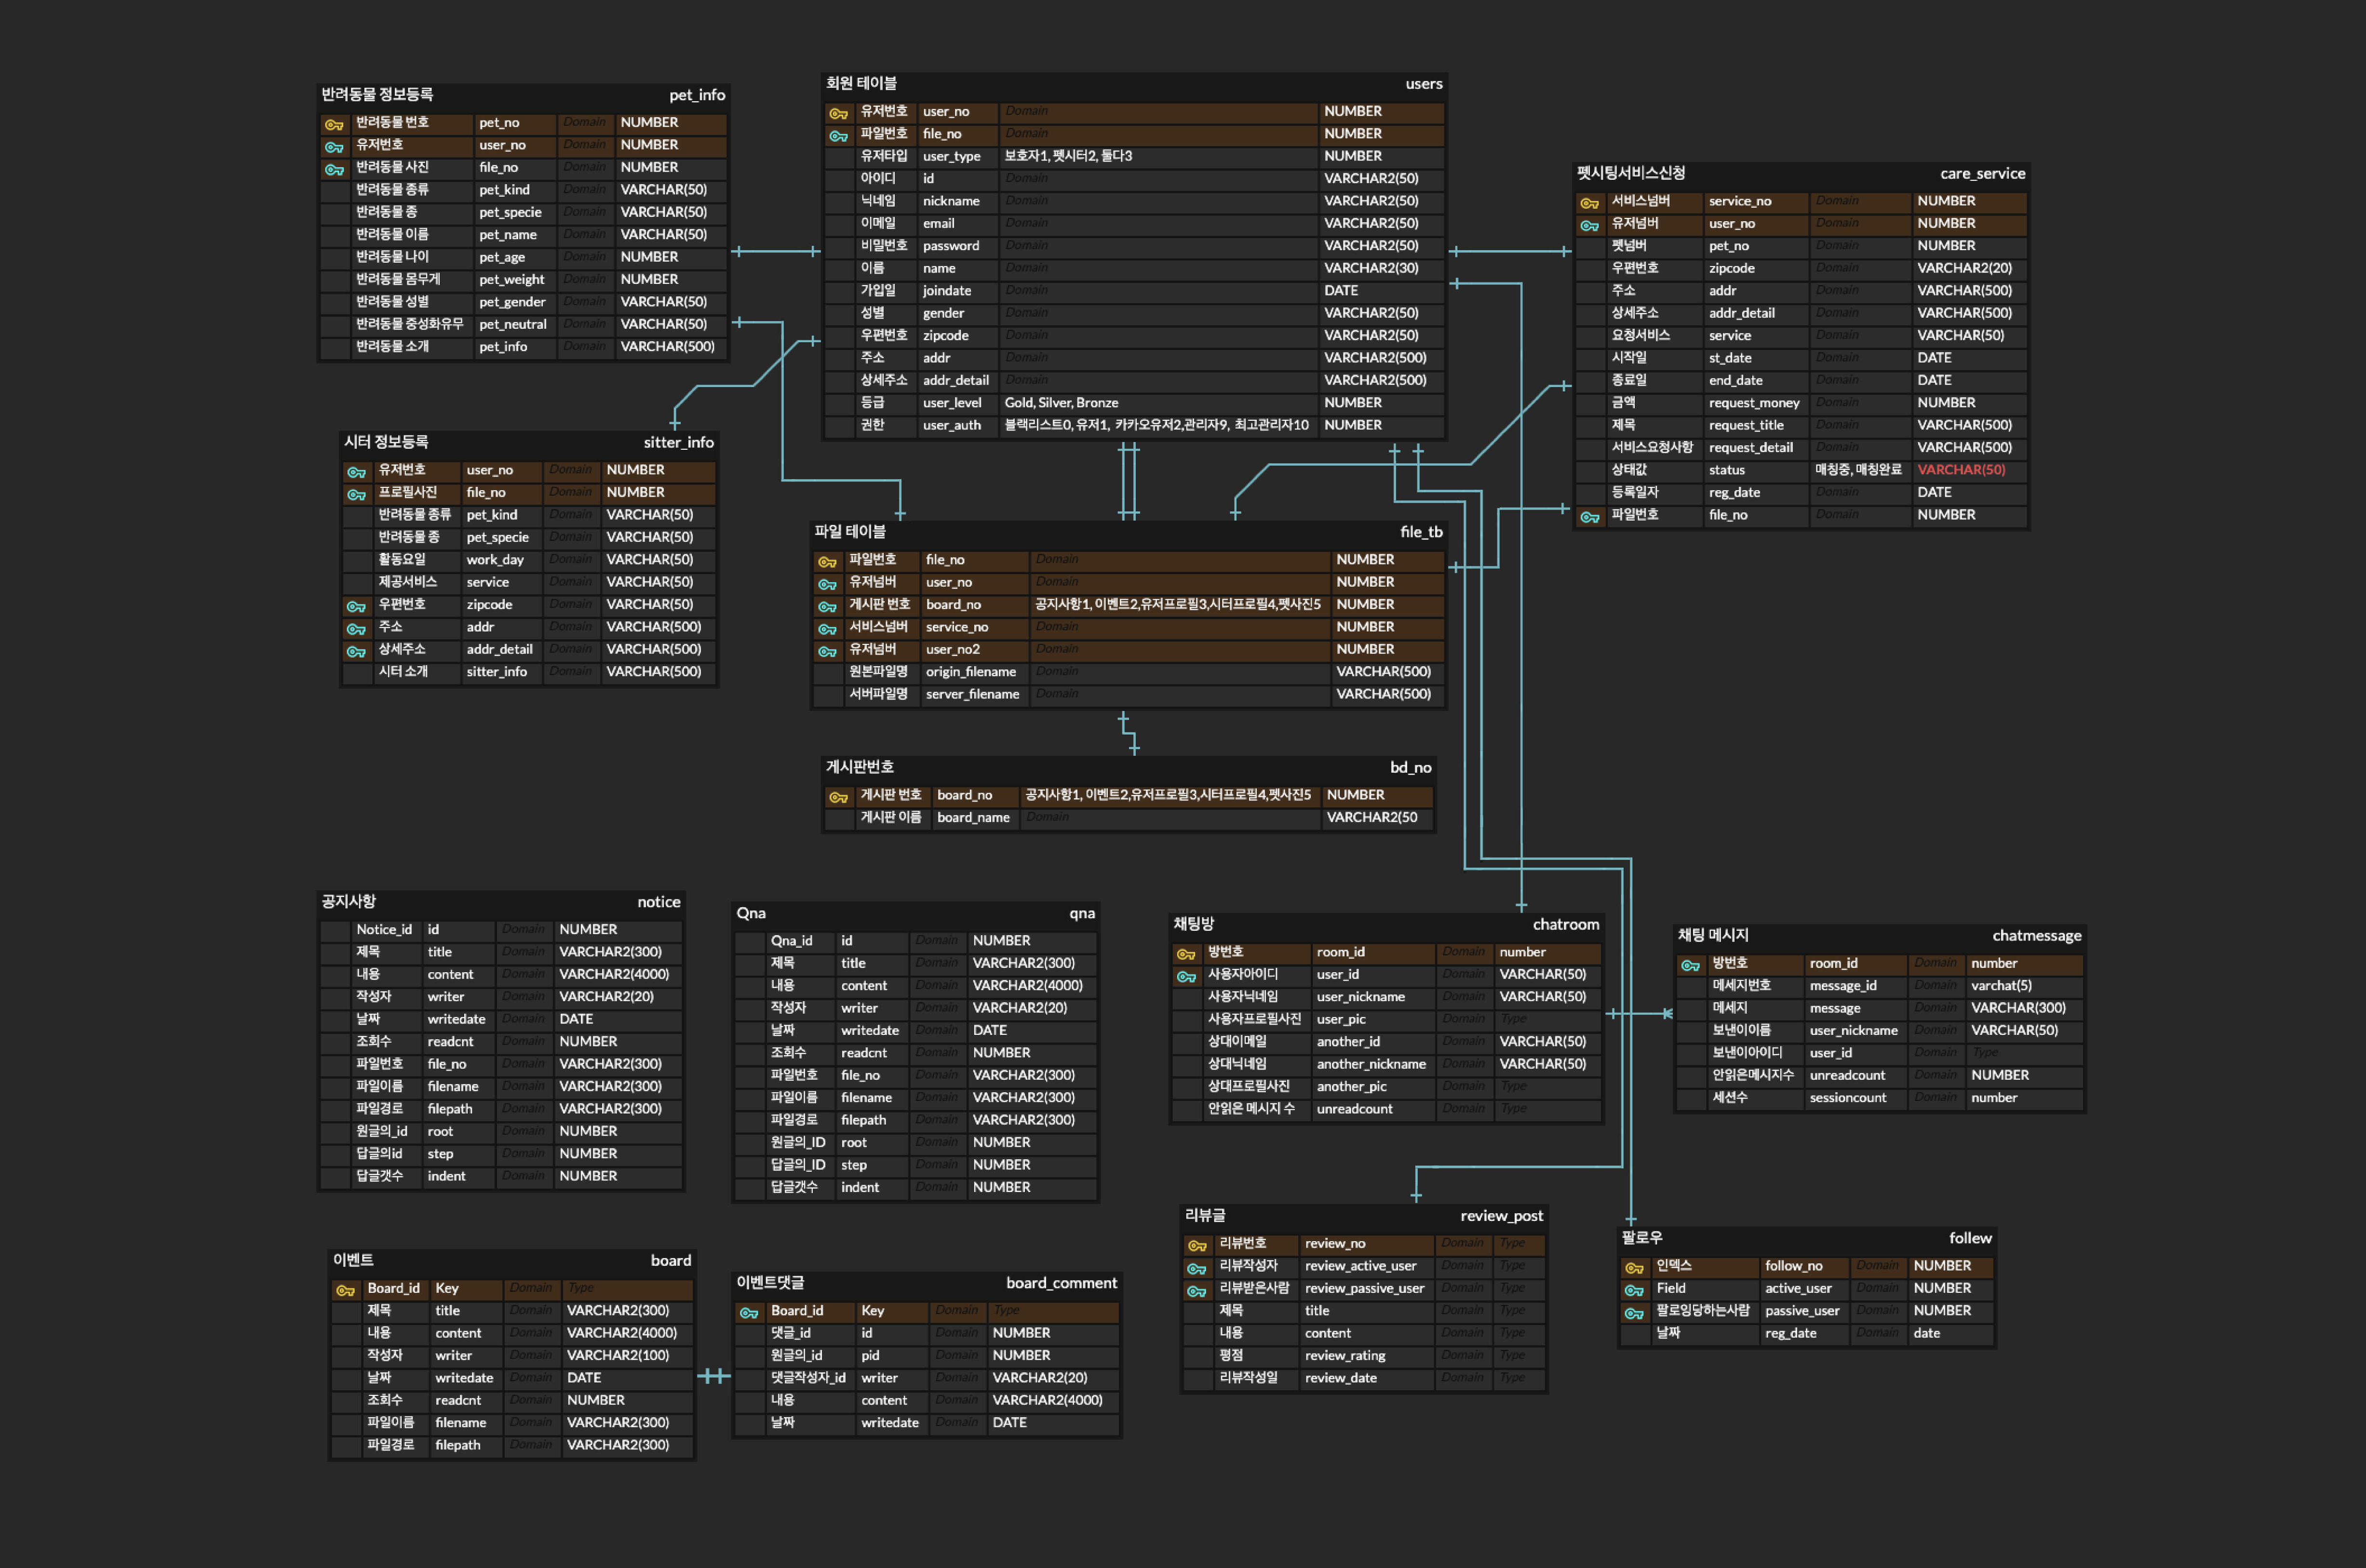 반려동물 정보등록 pet_info
반려동물 번호 pet_no Domain NUMBER
유저번호 user_no Domain NUMBER
반려동물 사진 file_no Domain NUMBER
반려동물 종류 pet_kind Domain VARCHAR(50)
반려동물 종 pet_specie Domain VARCHAR(50)
반려동물 이름 pet_name Domain VARCHAR(50)
반려동물 나이 pet_age Domain NUMBER
반려동물 몸무게 pet_weight Domain NUMBER
반려동물 성별 pet_gender Domain VARCHAR(50)
반려동물 중성화유무 pet_neutral Domain VARCHAR(50)
반려동물 소개 pet_info Domain VARCHAR(500)
회원 테이블 users
유저번호 user_no Domain NUMBER
파일번호 file_no Domain NUMBER
유저타입 user_type 보호자1, 펫시터2, 둘다3 NUMBER
아이디 id Domain VARCHAR2(50)
닉네임 nickname Domain VARCHAR2(50)
이메일 email Domain VARCHAR2(50)
비밀번호 password Domain VARCHAR2(50)
이름 name Domain VARCHAR2(30)
가입일 joindate Domain DATE
성별 gender Domain VARCHAR2(50)
우편번호 zipcode Domain VARCHAR2(50)
주소 addr Domain VARCHAR2(500)
상세주소 addr_detail Domain VARCHAR2(500)
등급 user_level Gold, Silver, Bronze NUMBER
권한 user_auth 블랙리스트0, 유저1, 카카오유저2,관리자9, 최고관리자10 NUMBER
펫시팅서비스신청 care_service
서비스넘버 service_no Domain NUMBER
유저넘버 user_no Domain NUMBER
펫넘버 pet_no Domain NUMBER
우편번호 zipcode Domain VARCHAR2(20)
주소 addr Domain VARCHAR(500)
상세주소 addr_detail Domain VARCHAR(500)
요청서비스 service Domain VARCHAR(50)
시작일 st_date Domain DATE
종료일 end_date Domain DATE
금액 request_money Domain NUMBER
제목 request_title Domain VARCHAR(500)
서비스요청사항 request_detail Domain VARCHAR(500)
상태값 status 매칭중, 매칭완료 VARCHAR(50)
등록일자 reg_date Domain DATE
파일번호 file_no Domain NUMBER
시터 정보등록 sitter_info
유저번호 user_no Domain NUMBER
프로필사진 file_no Domain NUMBER
반려동물 종류 pet_kind Domain VARCHAR(50)
반려동물 종 pet_specie Domain VARCHAR(50)
활동요일 work_day Domain VARCHAR(50)
제공서비스 service Domain VARCHAR(50)
우편번호 zipcode Domain VARCHAR(50)
주소 addr Domain VARCHAR(500)
상세주소 addr_detail Domain VARCHAR(500)
시터 소개 sitter_info Domain VARCHAR(500)
파일 테이블 file_tb
파일번호 file_no Domain NUMBER
유저넘버 user_no Domain NUMBER
게시판 번호 board_no 공지사항1, 이벤트2,유저프로필3,시터프로필4,펫사진5 NUMBER
서비스넘버 service_no Domain NUMBER
유저넘버 user_no2 Domain NUMBER
원본파일명 origin_filename Domain VARCHAR(500)
서버파일명 server_filename Domain VARCHAR(500)
게시판번호 bd_no
게시판 번호 board_no 공지사항1, 이벤트2,유저프로필3,시터프로필4,펫사진5 NUMBER
게시판 이름 board_name Domain VARCHAR2(50
공지사항 notice
Notice_id id Domain NUMBER
제목 title Domain VARCHAR2(300)
내용 content Domain VARCHAR2(4000)
작성자 writer Domain VARCHAR2(20)
날짜 writedate Domain DATE
조회수 readcnt Domain NUMBER
파일번호 file_no Domain VARCHAR2(300)
파일이름 filename Domain VARCHAR2(300)
파일경로 filepath Domain VARCHAR2(300)
원글의_id root Domain NUMBER
답글의id step Domain NUMBER
답글갯수 indent Domain NUMBER
Qna qna
Qna_id id Domain NUMBER
제목 title Domain VARCHAR2(300)
내용 content Domain VARCHAR2(4000)
작성자 writer Domain VARCHAR2(20)
날짜 writedate Domain DATE
조회수 readcnt Domain NUMBER
파일번호 file_no Domain VARCHAR2(300)
파일이름 filename Domain VARCHAR2(300)
파일경로 filepath Domain VARCHAR2(300)
원글의_ID root Domain NUMBER
답글의_ID step Domain NUMBER
답글갯수 indent Domain NUMBER
채팅방 chatroom
방번호 room_id Domain number
사용자아이디 user_id Domain VARCHAR(50)
사용자닉네임 user_nickname Domain VARCHAR(50)
사용자프로필사진 user_pic Domain Type
상대이메일 another_id Domain VARCHAR(50)
상대닉네임 another_nickname Domain VARCHAR(50)
상대프로필사진 another_pic Domain Type
안읽은 메시지 수 unreadcount Domain Type
채팅 메시지 chatmessage
방번호 room_id Domain number
메세지번호 message_id Domain varchat(5)
메세지 message Domain VARCHAR(300)
보낸이이름 user_nickname Domain VARCHAR(50)
보낸이아이디 user_id Domain Type
안읽은메시지수 unreadcount Domain NUMBER
세션수 sessioncount Domain number
이벤트 board
Board_id Key Domain Type
제목 title Domain VARCHAR2(300)
내용 content Domain VARCHAR2(4000)
작성자 writer Domain VARCHAR2(100)
날짜 writedate Domain DATE
조회수 readcnt Domain NUMBER
파일이름 filename Domain VARCHAR2(300)
파일경로 filepath Domain VARCHAR2(300)
이벤트댓글 board_comment
Board_id Key Domain Type
댓글_id id Domain NUMBER
원글의_id pid Domain NUMBER
댓글작성자_id writer Domain VARCHAR2(20)
내용 content Domain VARCHAR2(4000)
날짜 writedate Domain DATE
리뷰글 review_post
리뷰번호 review_no Domain Type
리뷰작성자 review_active_user Domain Type
리뷰받은사람 review_passive_user Domain Type
제목 title Domain Type
내용 content Domain Type
평점 review_rating Domain Type
리뷰작성일 review_date Domain Type
팔로우 follew
인덱스 follow_no Domain NUMBER
Field active_user Domain NUMBER
팔로잉당하는사람 passive_user Domain NUMBER
날짜 reg_date Domain date